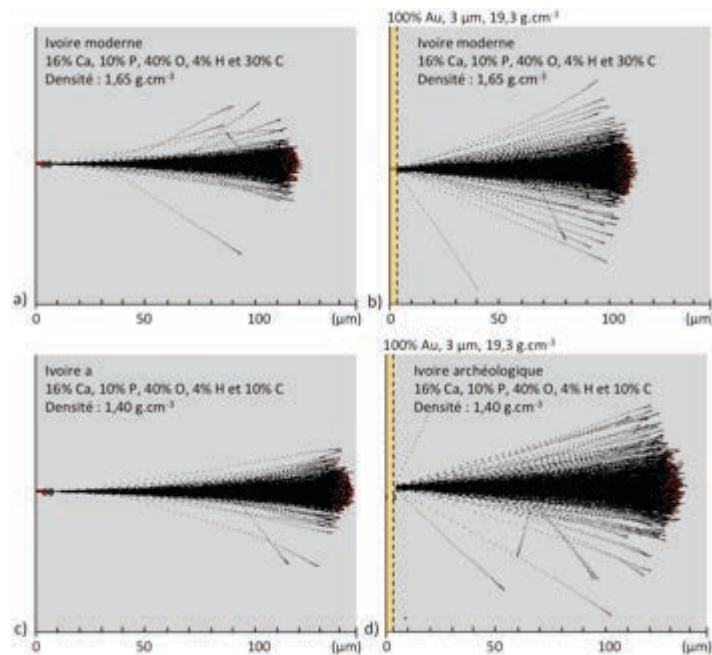 100% Au, 3 µm, 19,3 g.cm-3
Ivoire moderne
16% Ca, 10% P, 40% O, 4% H et 30% C
Densité : 1,65 g.cm-3
Ivoire moderne
16% Ca, 10% P, 40% O, 4% H et 30% C
Densité : 1,65 g.cm-3
a)
b)
0 50 100 (µm)
0 50 100 (µm)
100% Au, 3 µm, 19,3 g.cm-3
Ivoire a
16% Ca, 10% P, 40% O, 4% H et 10% C
Densité : 1,40 g.cm-3
Ivoire archéologique
16% Ca, 10% P, 40% O, 4% H et 10% C
Densité : 1,40 g.cm-3
c)
d)
0 50 100 (µm)
0 50 100 (µm)